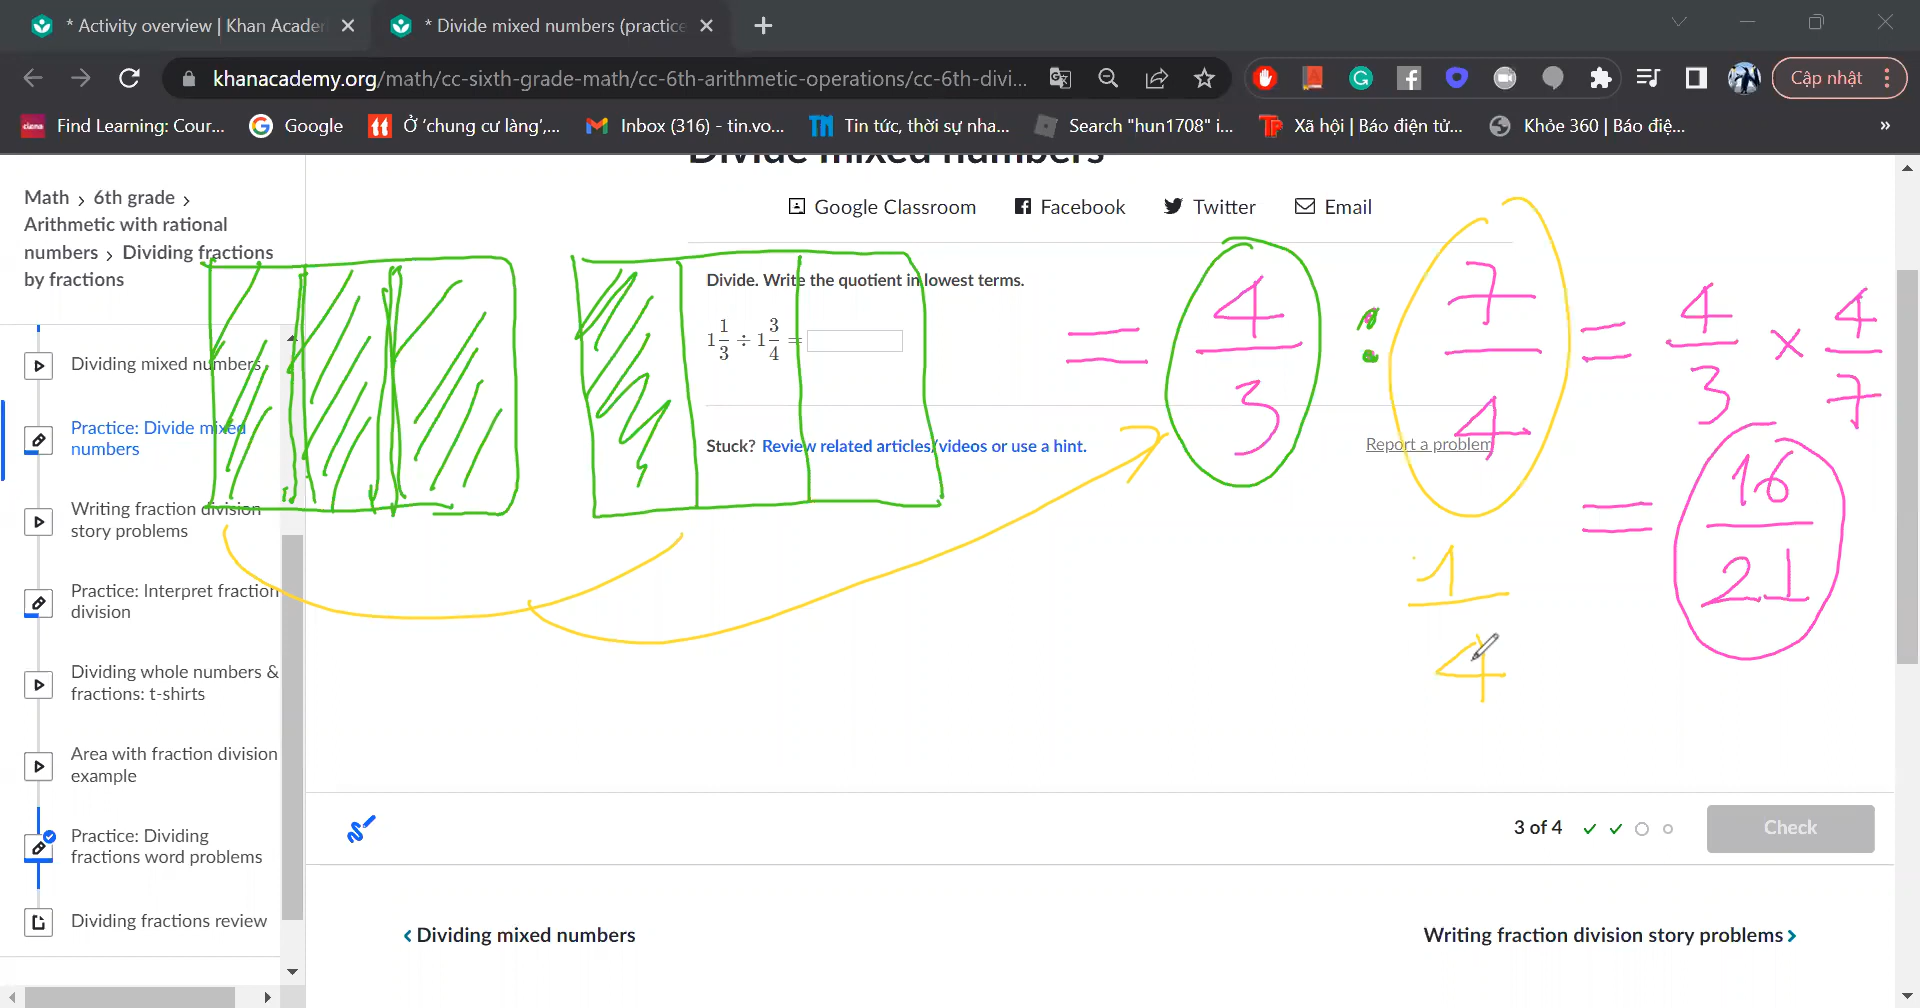 * Activity overview | Khan Acade
* Divide mixed numbers (practice
khanacademy.org/math/cc-sixth-grade-math/cc-6th-arithmetic-operations/cc-6th-divi...
Cập nhật
Find Learning: Cour...
Google
Ở 'chung cư làng',...
Inbox (316) - tin.vo...
Tin tức, thời sự nha...
Search "hun1708" i...
Xã hội | Báo điện tử...
Khỏe 360 | Báo điệ...
»
Divide mixed numbers
Math › 6th grade ›
Arithmetic with rational
numbers › Dividing fractions
by fractions
Google Classroom
Facebook
Twitter
Email
Dividing mixed numbers
Practice: Divide mixed
numbers
Writing fraction division
story problems
Practice: Interpret fraction
division
Dividing whole numbers &
fractions: t-shirts
Area with fraction division
example
Practice: Dividing
fractions word problems
Dividing fractions review
Divide. Write the quotient in lowest terms.
1 1/3 ÷ 1 3/4 =
= 4/3 : 7/4 = 4/3 × 4/7
= 16/21
1/4
Stuck? Review related articles/videos or use a hint.
Report a problem
3 of 4
Check
‹ Dividing mixed numbers
Writing fraction division story problems ›